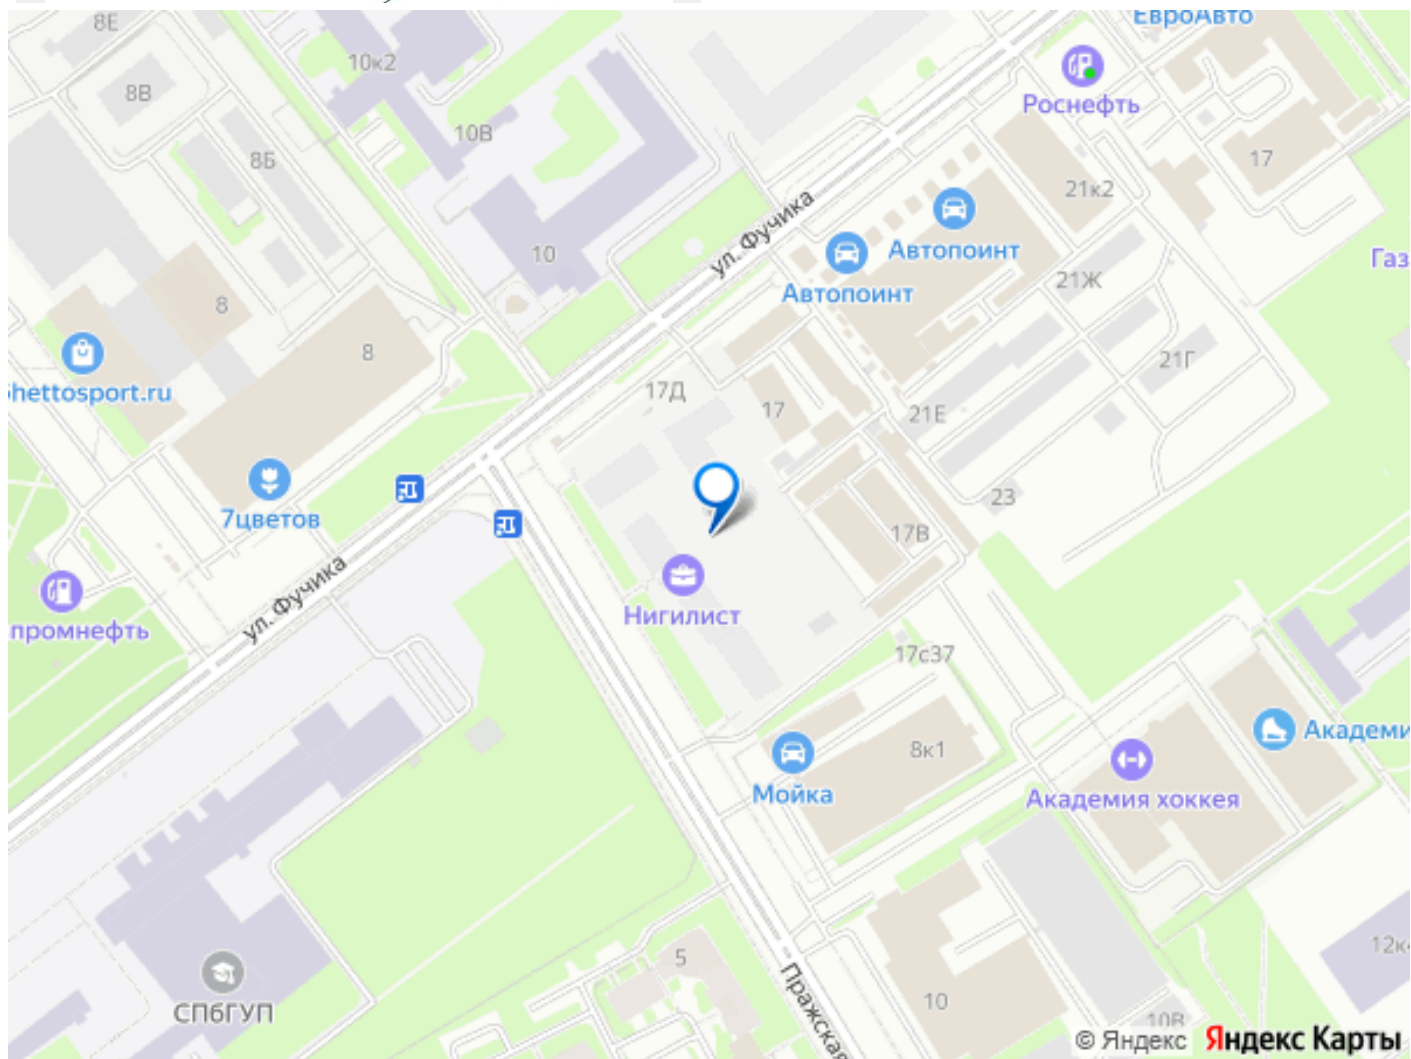 8Е
ЕвроАвто
10к2
Роснефть
8В
10В
8Б
17
21к2
ул. Фучика
Автопоинт
10
Газ
Автопоинт
21Ж
8
8
21Г
hettosport.ru
17Д
17
21Е
23
7цветов
17В
ул. Фучика
Нигилист
промнефть
17с37
Академи
8к1
Мойка
Академия хоккея
5
12к
СПбГУП
Пражская
10
10В
© Яндекс Яндекс Карты